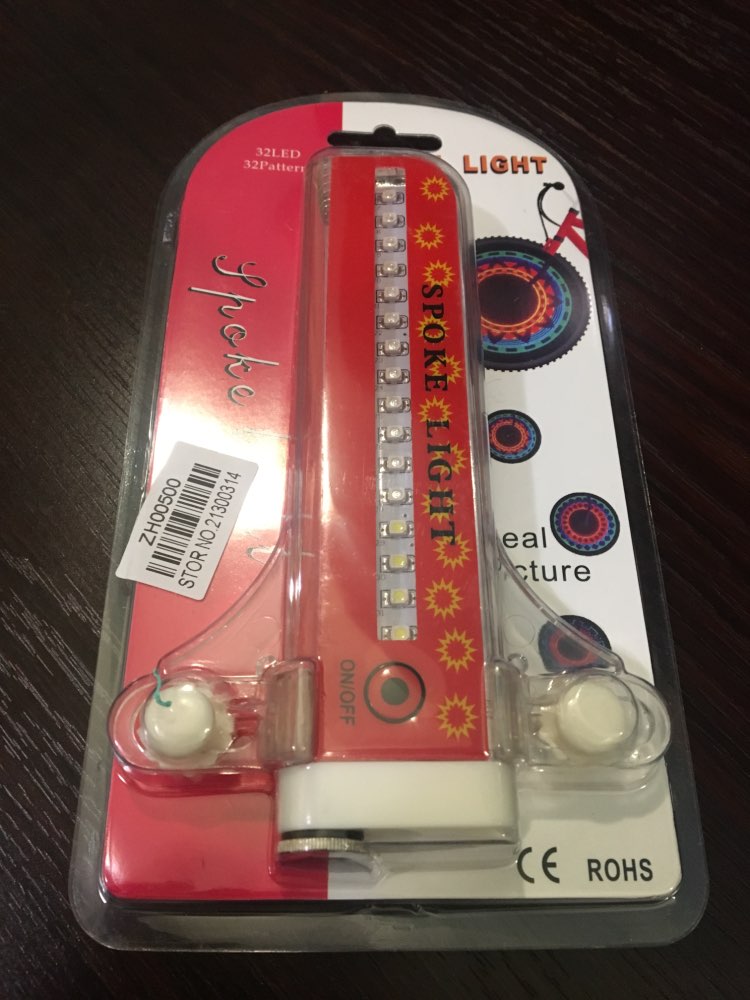 32LED
32Pattern
LIGHT
Spoke
SPOKE LIGHT
ZH00500
STOR NO.21300314
eal
cture
ON/OFF
CE ROHS